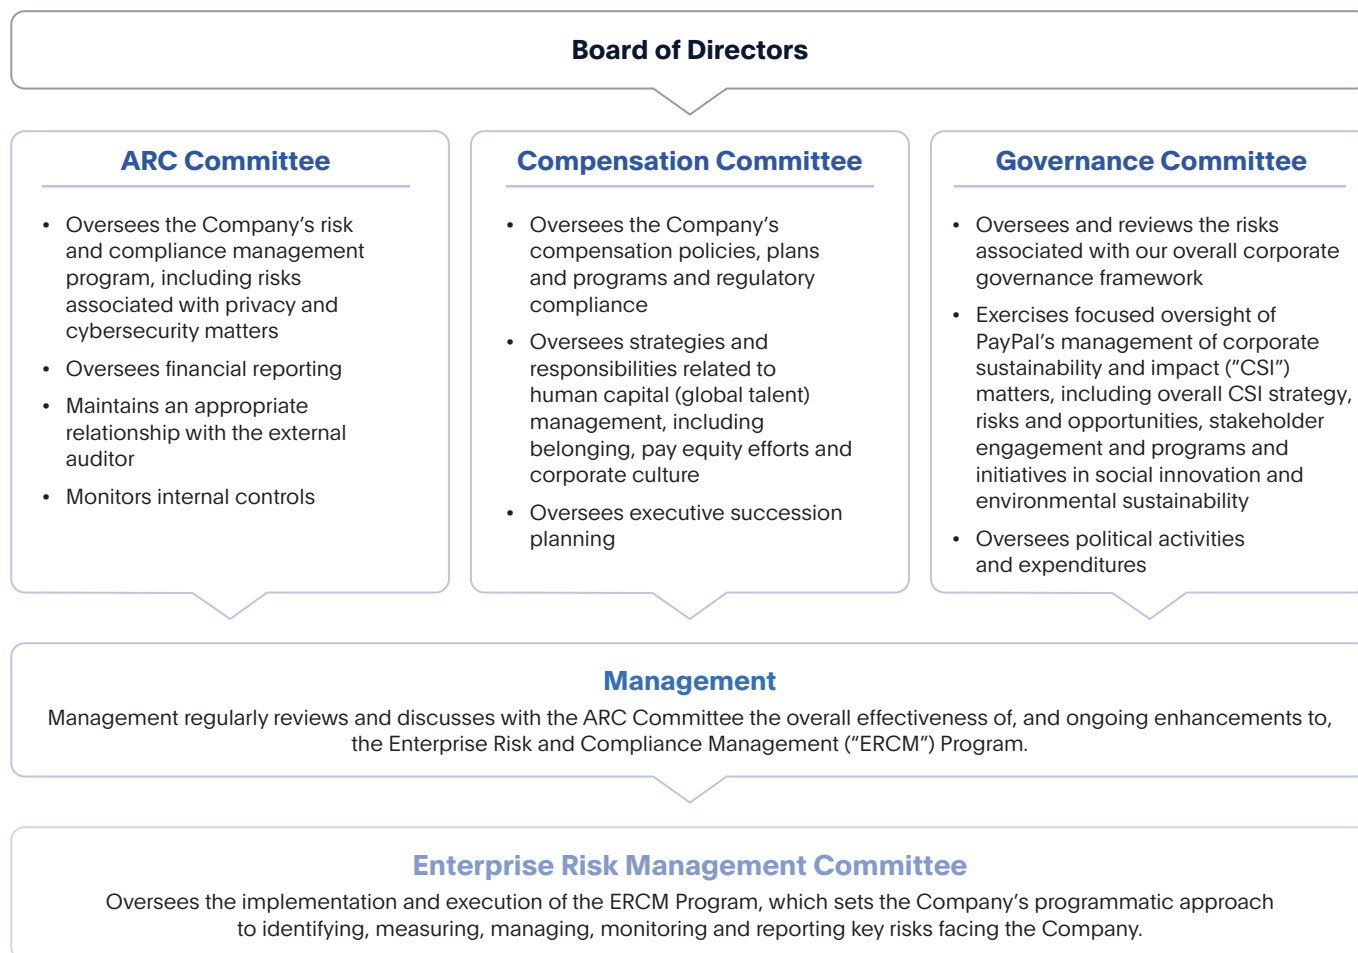 Board of Directors
ARC Committee
• Oversees the Company’s risk
and compliance management
program, including risks
associated with privacy and
cybersecurity matters
• Oversees financial reporting
• Maintains an appropriate
relationship with the external
auditor
• Monitors internal controls
Compensation Committee
• Oversees the Company’s
compensation policies, plans
and programs and regulatory
compliance
• Oversees strategies and
responsibilities related to
human capital (global talent)
management, including
belonging, pay equity efforts and
corporate culture
• Oversees executive succession
planning
Governance Committee
• Oversees and reviews the risks
associated with our overall corporate
governance framework
• Exercises focused oversight of
PayPal’s management of corporate
sustainability and impact (“CSI”)
matters, including overall CSI strategy,
risks and opportunities, stakeholder
engagement and programs and
initiatives in social innovation and
environmental sustainability
• Oversees political activities
and expenditures
Management
Management regularly reviews and discusses with the ARC Committee the overall effectiveness of, and ongoing enhancements to,
the Enterprise Risk and Compliance Management (“ERCM”) Program.
Enterprise Risk Management Committee
Oversees the implementation and execution of the ERCM Program, which sets the Company’s programmatic approach
to identifying, measuring, managing, monitoring and reporting key risks facing the Company.